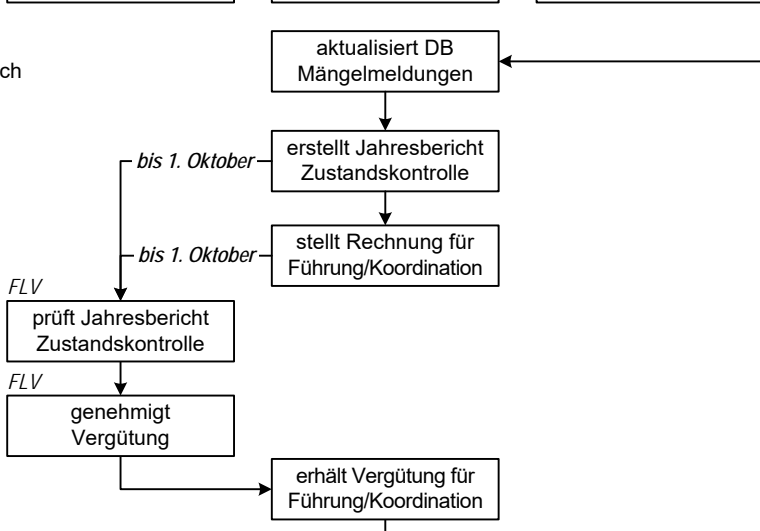 aktualisiert DB
Mängelmeldungen
ch
erstellt Jahresbericht
Zustandskontrolle
bis 1. Oktober
stellt Rechnung für
Führung/Koordination
bis 1. Oktober
FLV
prüft Jahresbericht
Zustandskontrolle
FLV
genehmigt
Vergütung
erhält Vergütung für
Führung/Koordination